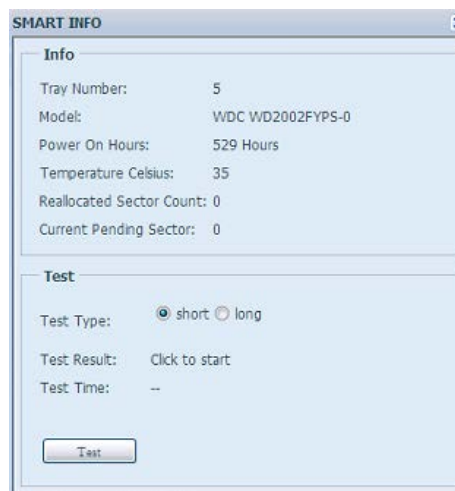 SMART INFO
Info
Tray Number: 5
Model: WDC WD2002FYPS-0
Power On Hours: 529 Hours
Temperature Celsius: 35
Reallocated Sector Count: 0
Current Pending Sector: 0
Test
Test Type: short long
Test Result: Click to start
Test Time: --
Test